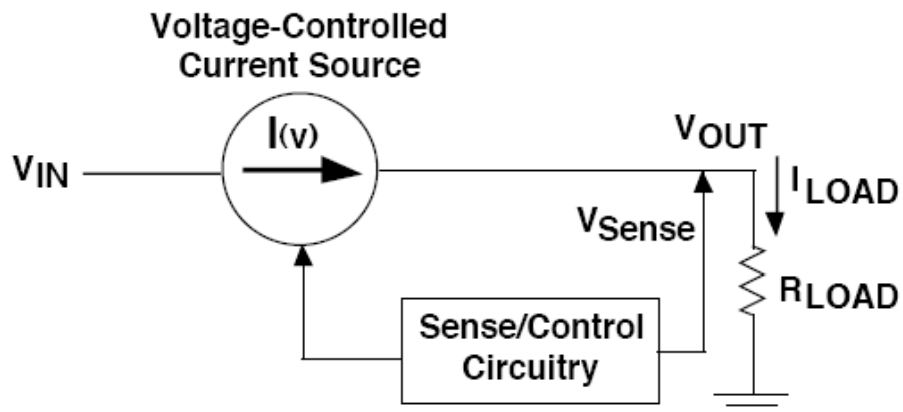 Voltage-Controlled
Current Source
I(v)
VIN
VOUT
ILOAD
VSense
RLOAD
Sense/Control
Circuitry